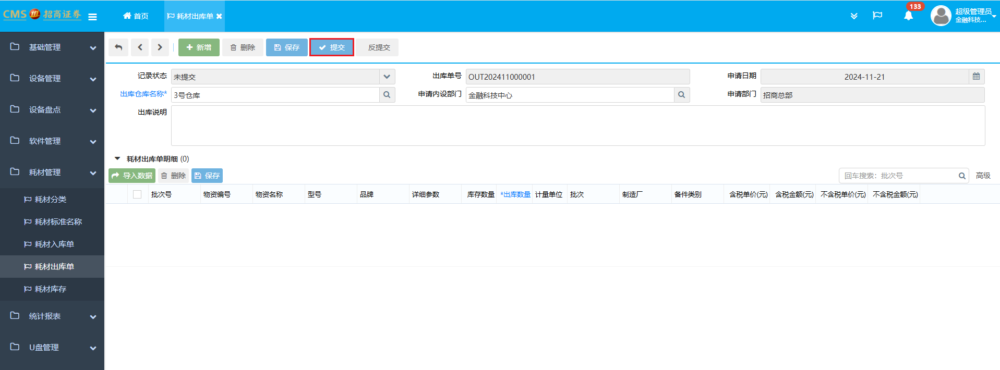 CMS 招商证券
首页
耗材出库单
133
超级管理员
金融科技...
基础管理
设备管理
设备盘点
软件管理
耗材管理
耗材分类
耗材标准名称
耗材入库单
耗材出库单
耗材库存
统计报表
U盘管理
新增 删除 保存 提交 反提交
记录状态 未提交 出库单号 OUT202411000001 申请日期 2024-11-21
出库仓库名称* 3号仓库 申请内设部门 金融科技中心 申请部门 招商总部
出库说明
耗材出库单明细 (0)
导入数据 删除 保存 回车搜索：批次号 高级
批次号 物资编号 物资名称 型号 品牌 详细参数 库存数量 *出库数量 计量单位 批次 制造厂 备件类别 含税单价(元) 含税金额(元) 不含税单价(元) 不含税金额(元)